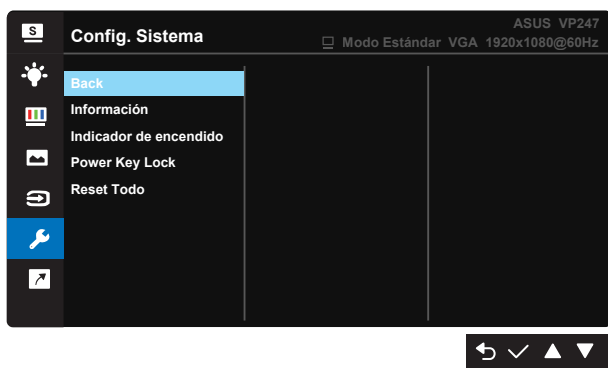 S
Config. Sistema
ASUS VP247
Modo Estándar VGA 1920x1080@60Hz
Back
Información
Indicador de encendido
Power Key Lock
Reset Todo